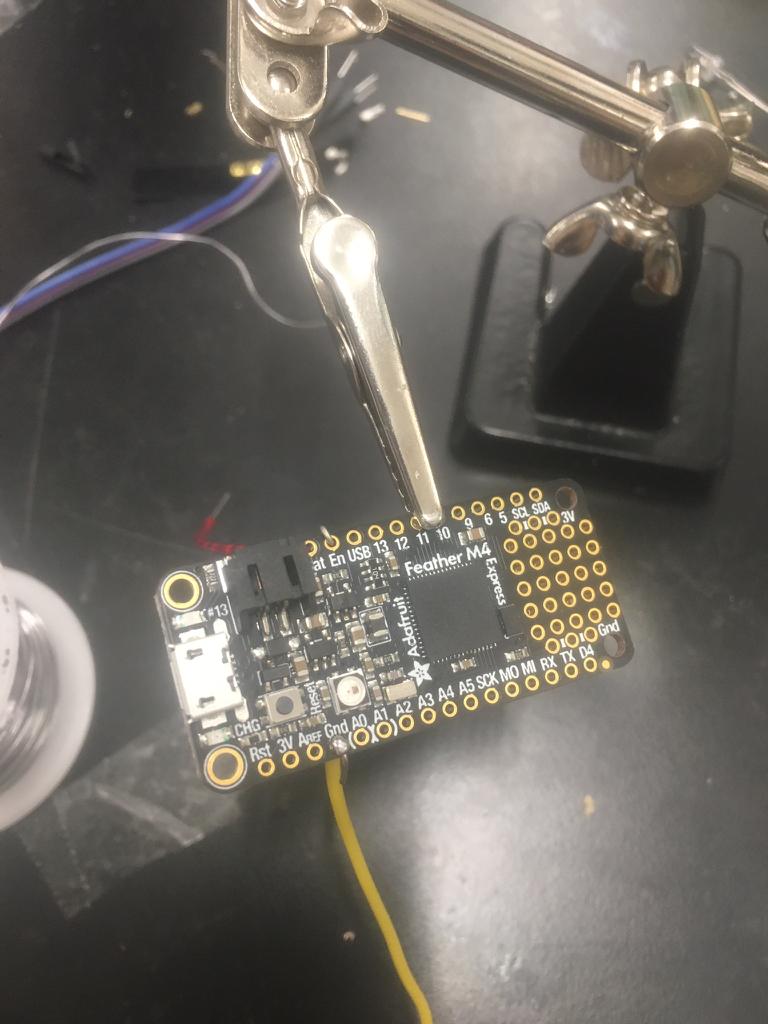 at En USB 13 12 11 10 9 6 5 SCL SDA
3V
Feather M4
Express
Adafruit
#13
Reset
CHG
Rst 3V AREF Gnd A0 A1 A2 A3 A4 A5 SCK MO MI RX TX D4
Gnd